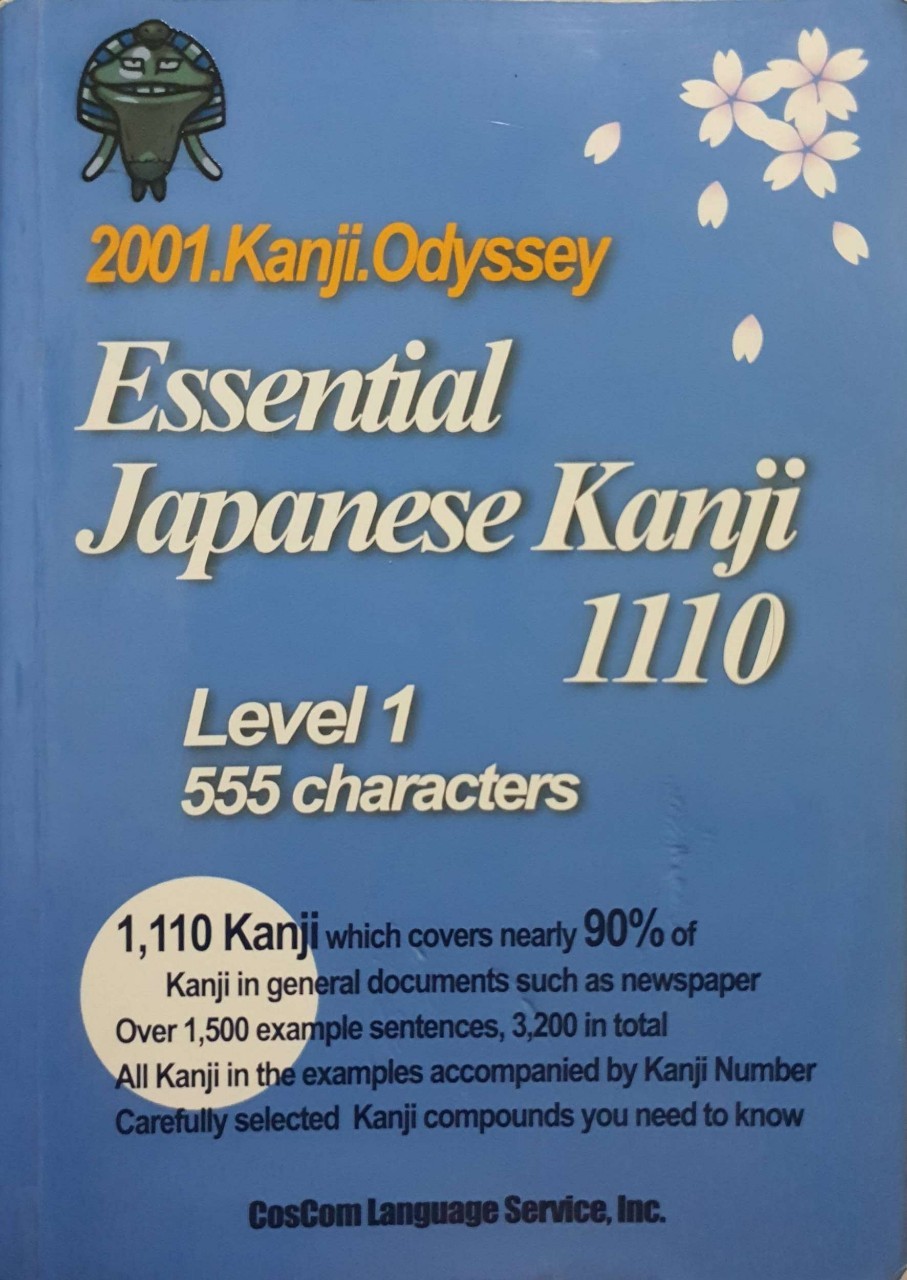 2001.Kanji.Odyssey
Essential
Japanese Kanji
1110
Level 1
555 characters
1,110 Kanji which covers nearly 90% of
Kanji in general documents such as newspaper
Over 1,500 example sentences, 3,200 in total
All Kanji in the examples accompanied by Kanji Number
Carefully selected Kanji compounds you need to know
CosCom Language Service, Inc.